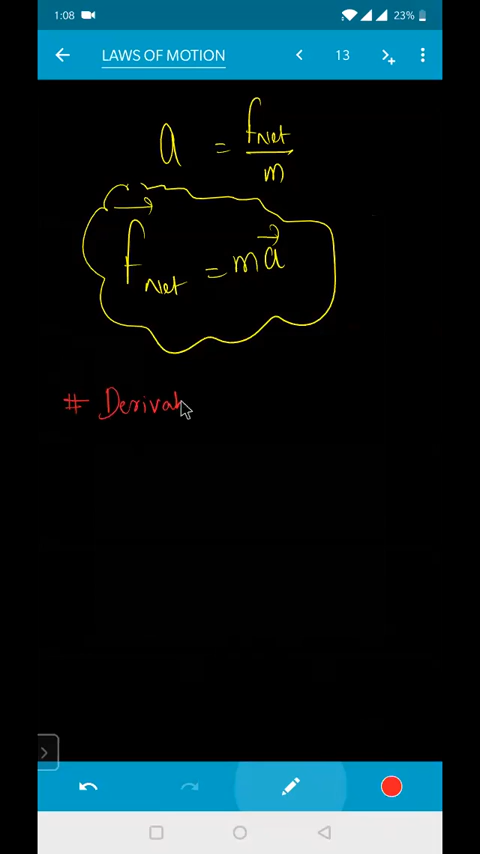 1:08 23%
LAWS OF MOTION 13
a = fNet/m
fNet = ma
# Derivat